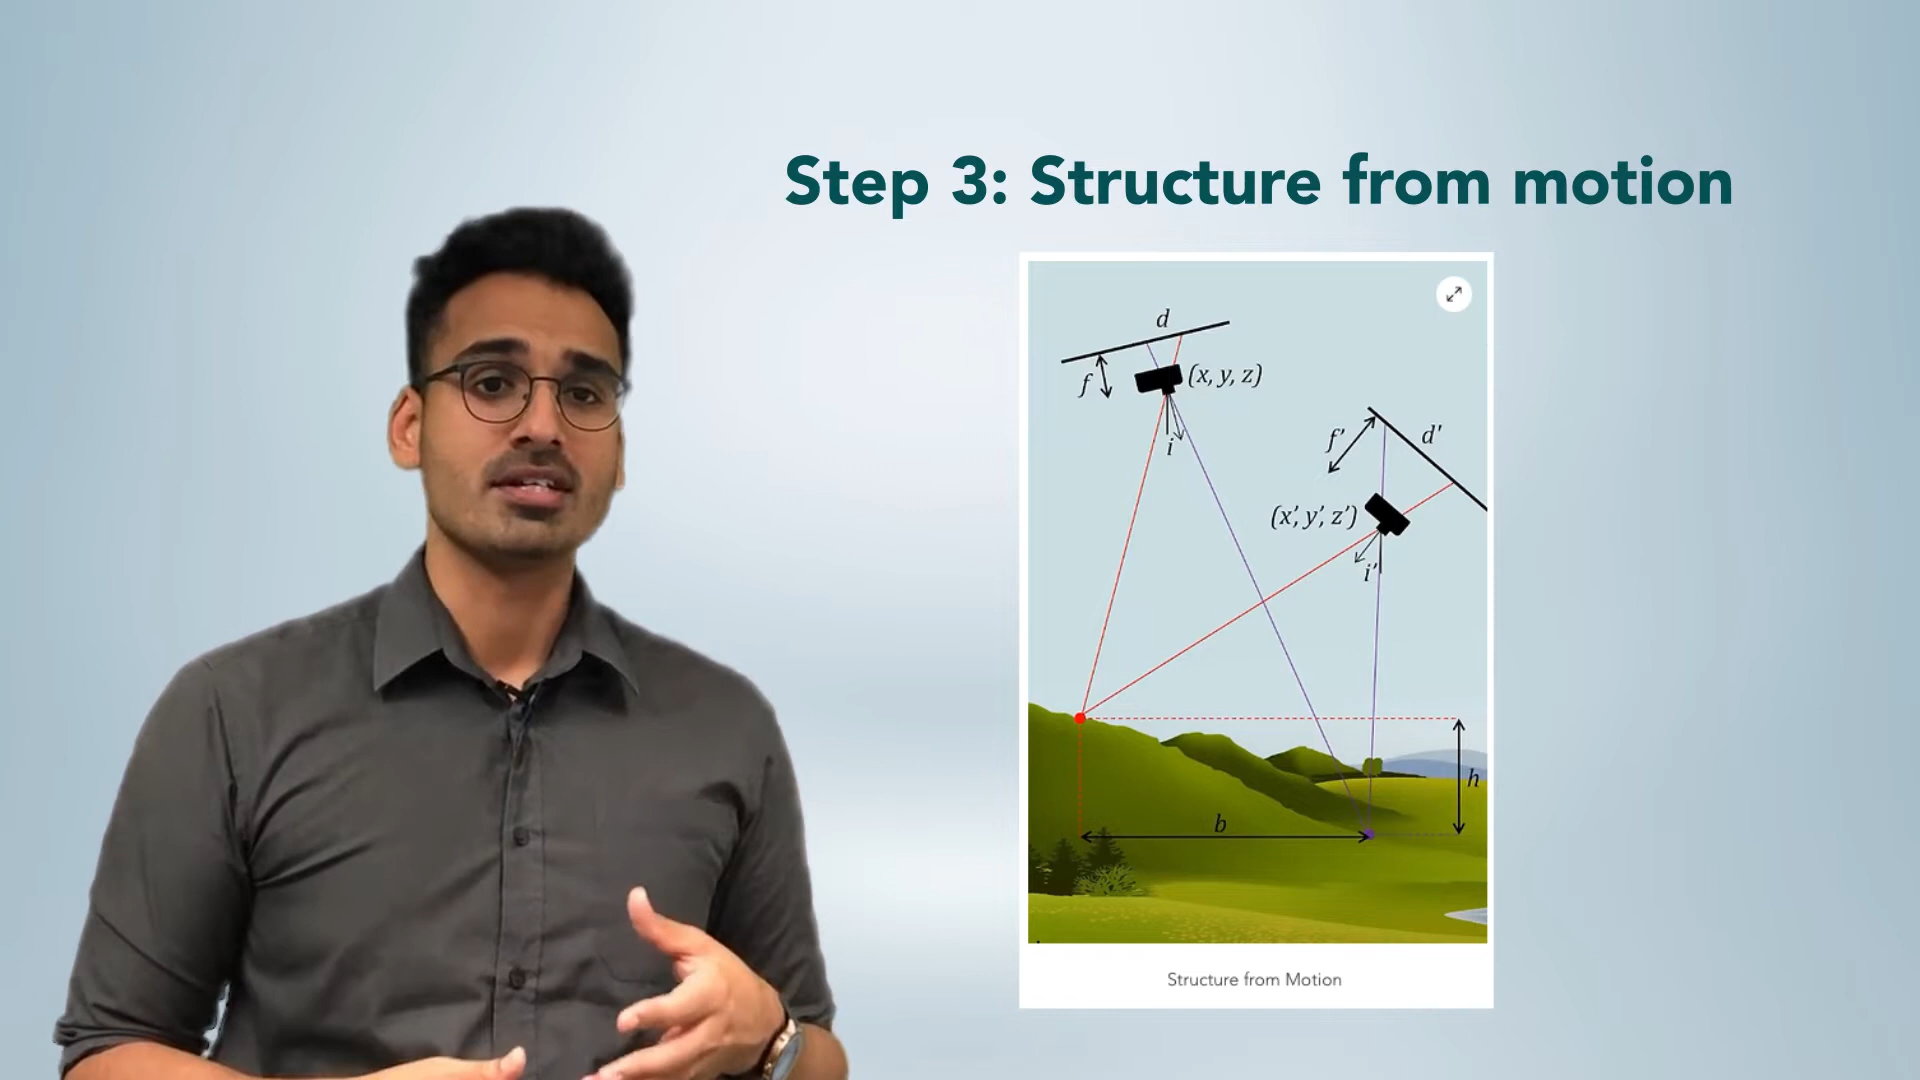 Step 3: Structure from motion
d
f
(x, y, z)
i
f'
d'
(x', y', z')
i'
h
b
Structure from Motion